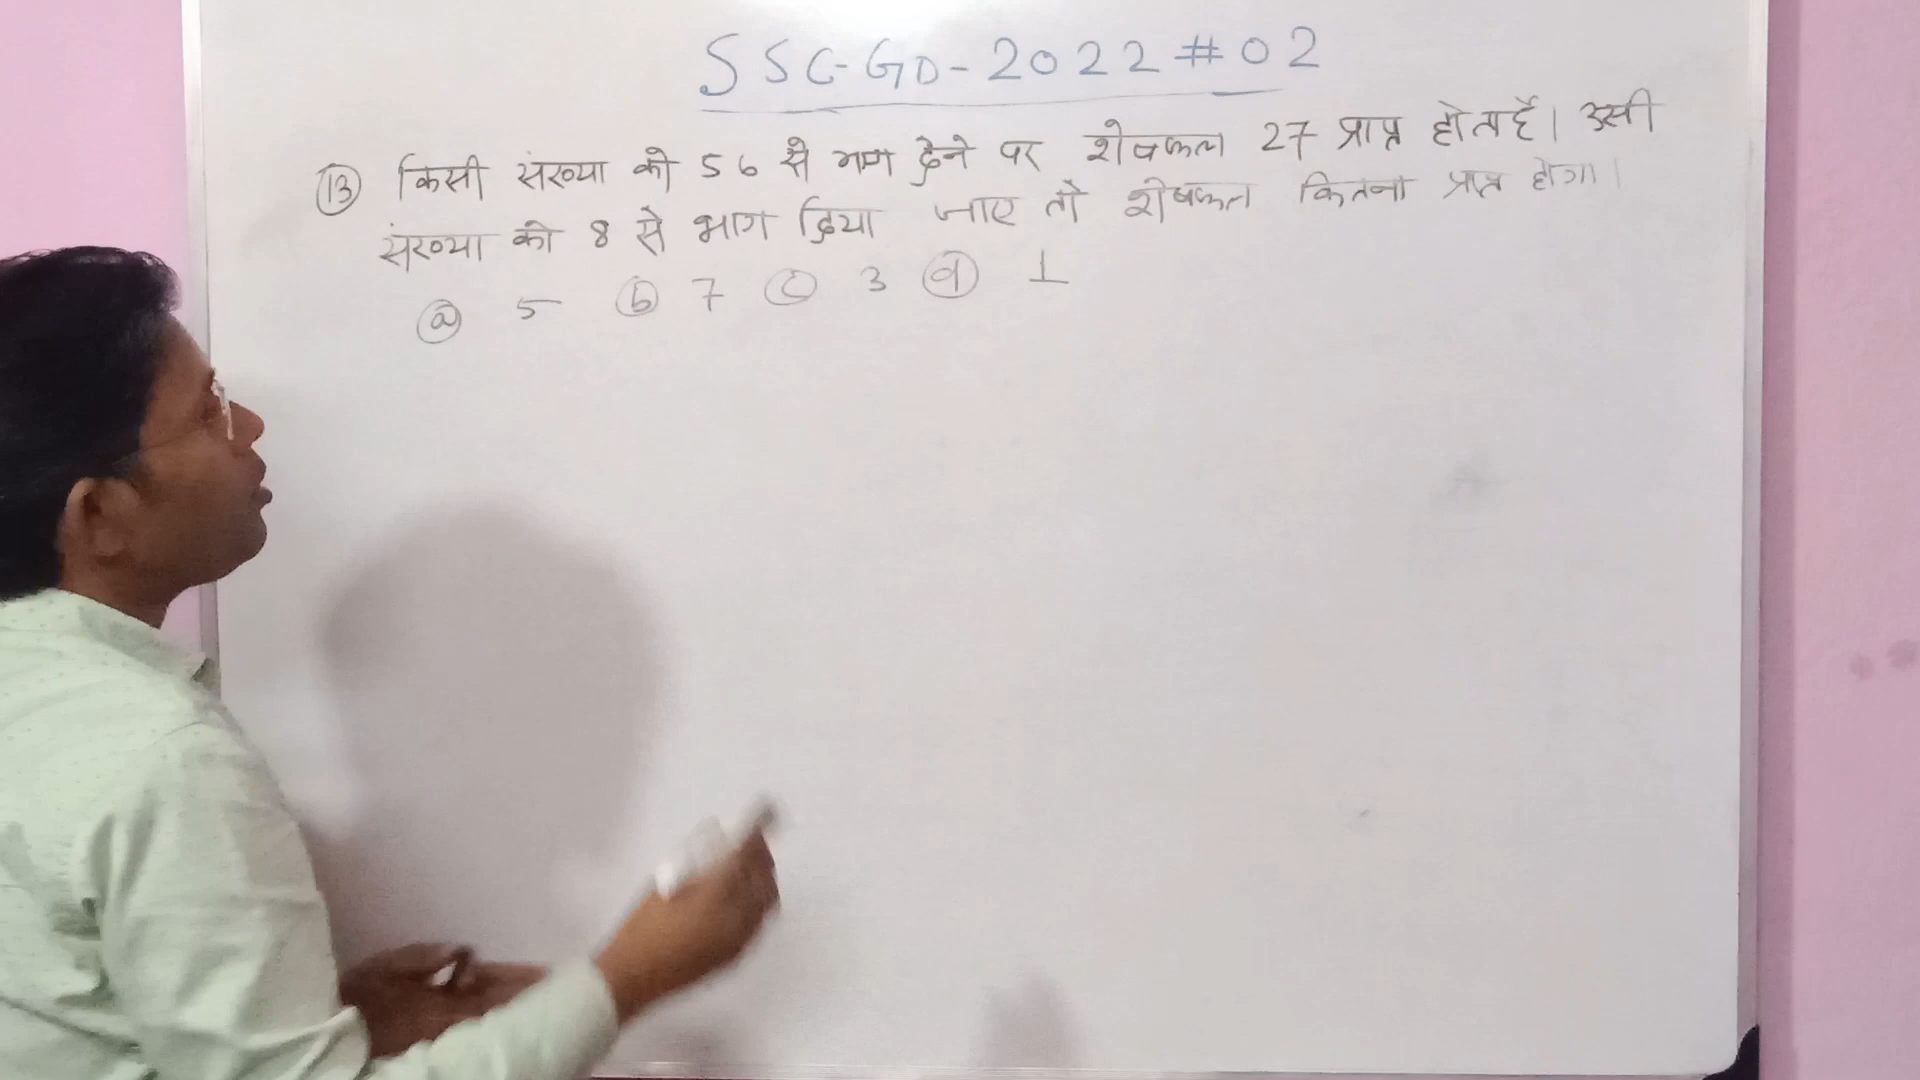 SSC-GD-2022 #02
13 किसी संख्या को 56 से भाग देने पर शेषफल 27 प्राप्त होता है। उसी
संख्या को 8 से भाग दिया जाए तो शेषफल कितना प्राप्त होगा।
a 5 b 7 c 3 d 1